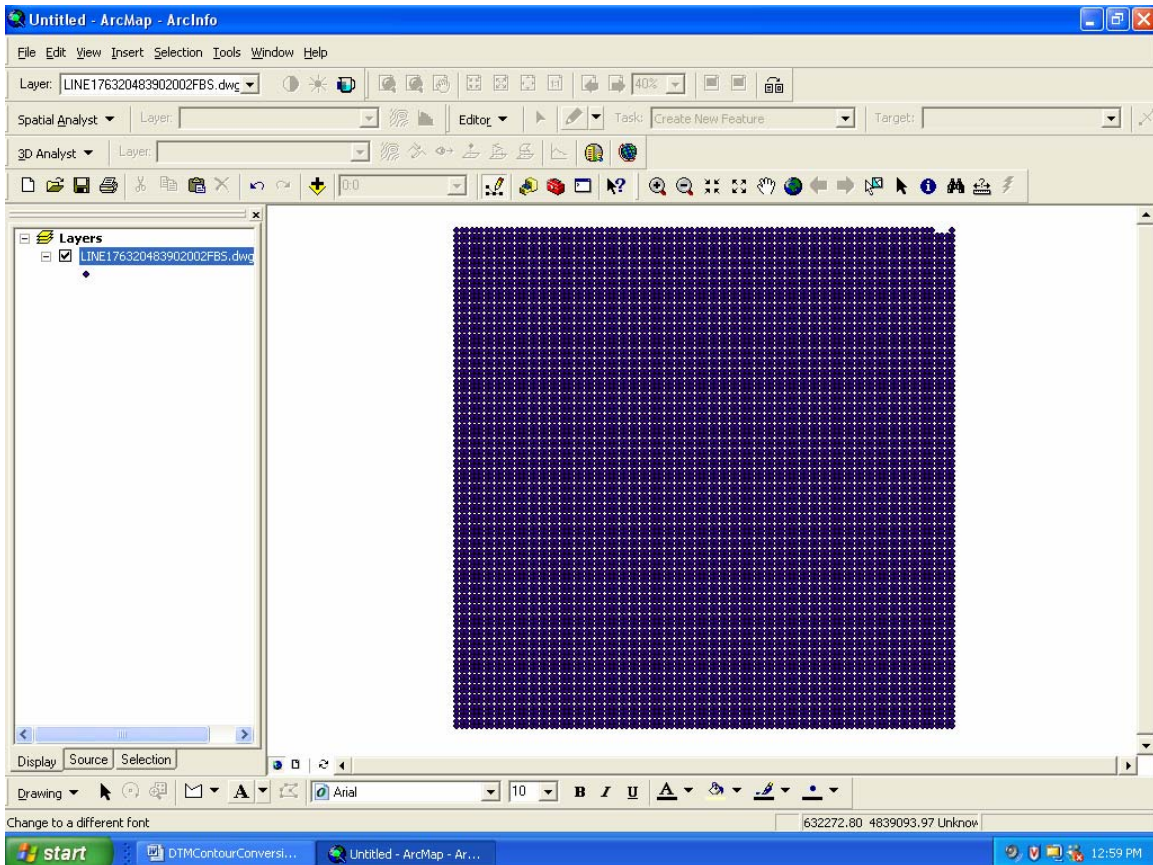 Untitled - ArcMap - ArcInfo
File Edit View Insert Selection Tools Window Help
Layer: LINE176320483902002FBS.dwg 40%
Spatial Analyst Layer: Editor Task: Create New Feature Target:
3D Analyst Layer:
0:0
Layers
LINE176320483902002FBS.dwg
Display Source Selection
Drawing A Arial 10 B I U A
Change to a different font 632272.80 4839093.97 Unknow
start DTMContourConversi... Untitled - ArcMap - Ar... 12:59 PM